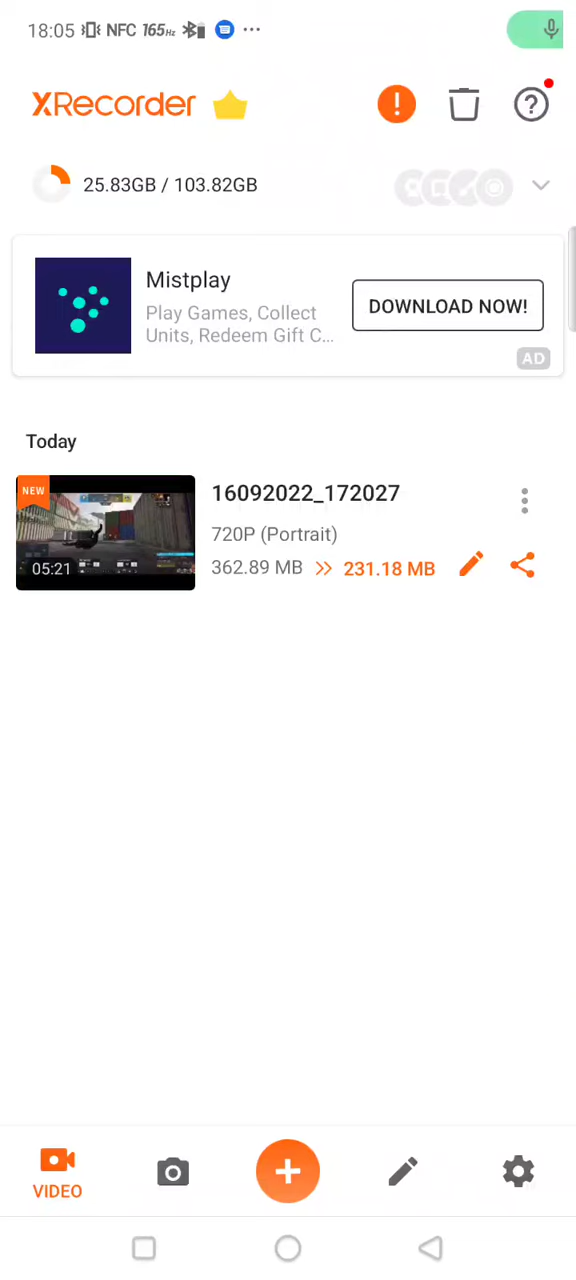 18:05 NFC 165Hz
XRecorder
25.83GB / 103.82GB
Mistplay
Play Games, Collect
Units, Redeem Gift C...
DOWNLOAD NOW!
AD
Today
NEW
05:21
16092022_172027
720P (Portrait)
362.89 MB >> 231.18 MB
VIDEO